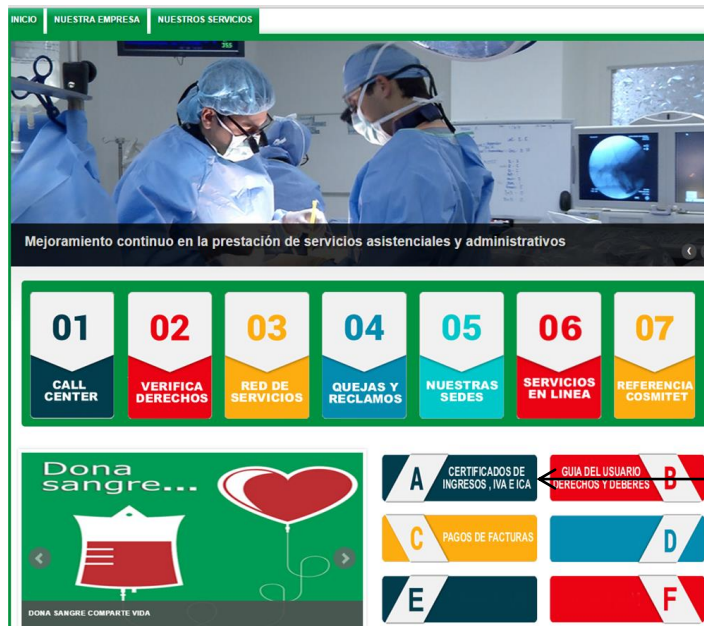 INICIO NUESTRA EMPRESA NUESTROS SERVICIOS
Mejoramiento continuo en la prestación de servicios asistenciales y administrativos
01 02 03 04 05 06 07
CALL CENTER
VERIFICA DERECHOS
RED DE SERVICIOS
QUEJAS Y RECLAMOS
NUESTRAS SEDES
SERVICIOS EN LINEA
REFERENCIA COSMITET
Dona
sangre...
DONA SANGRE COMPARTE VIDA
A
CERTIFICADOS DE
INGRESOS , IVA E ICA
GUIA DEL USUARIO
DERECHOS Y DEBERES
B
C
PAGOS DE FACTURAS
D
E
F